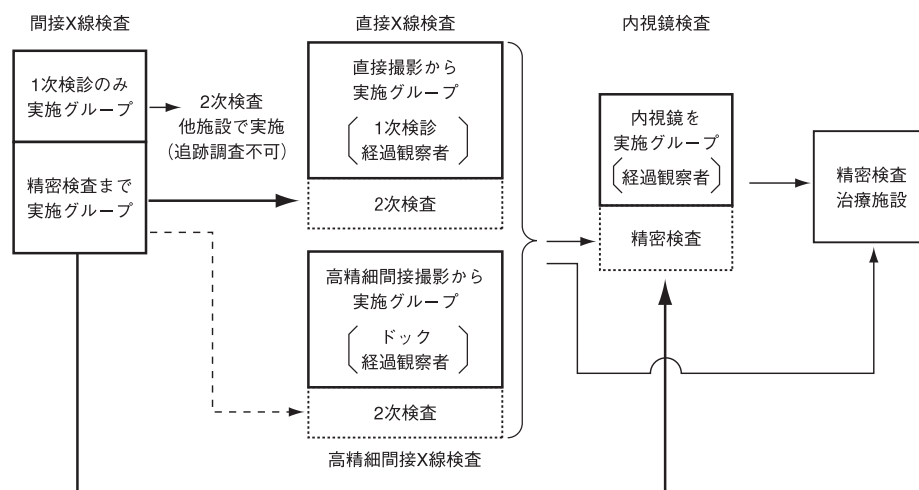 間接X線検査
1次検診のみ
実施グループ
精密検査まで
実施グループ
2次検査
他施設で実施
(追跡調査不可)
直接X線検査
直接撮影から
実施グループ
1次検診
経過観察者
2次検査
高精細間接撮影から
実施グループ
ドック
経過観察者
2次検査
高精細間接X線検査
内視鏡検査
内視鏡を
実施グループ
経過観察者
精密検査
精密検査
治療施設